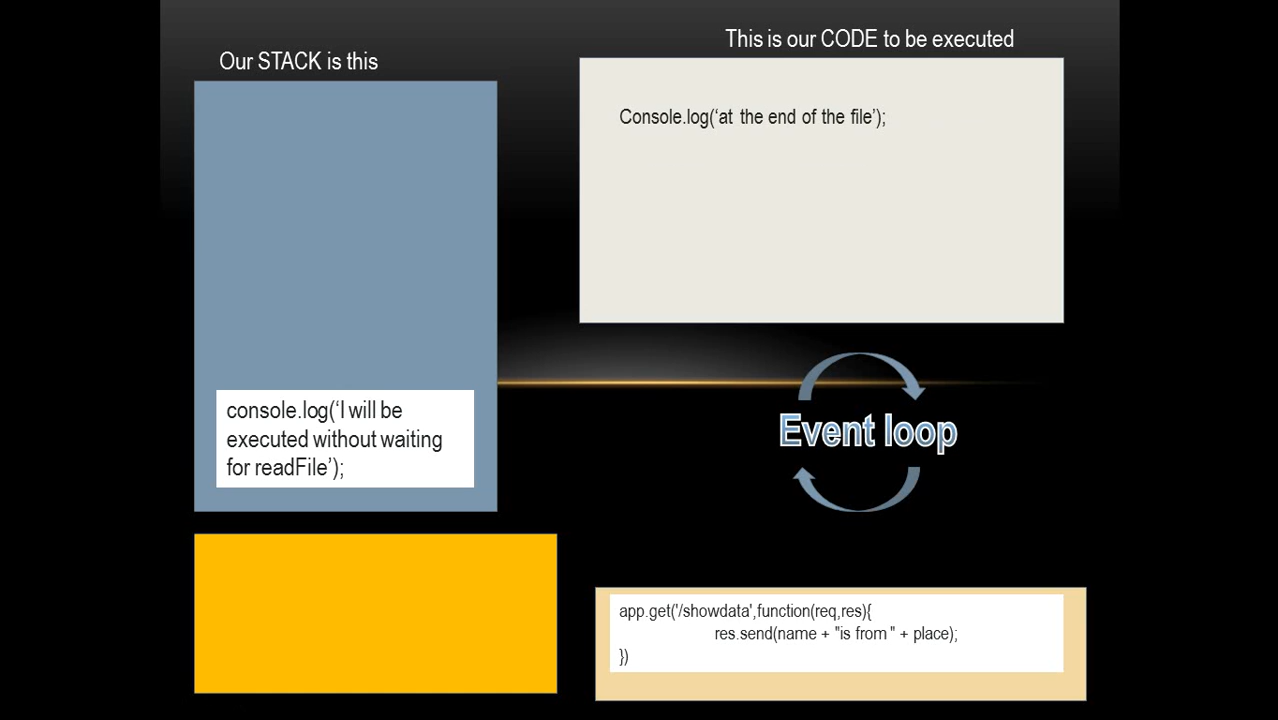 Our STACK is this
This is our CODE to be executed
Console.log(‘at the end of the file’);
console.log(‘I will be
executed without waiting
for readFile’);
Event loop
app.get('/showdata',function(req,res){
res.send(name + "is from " + place);
})